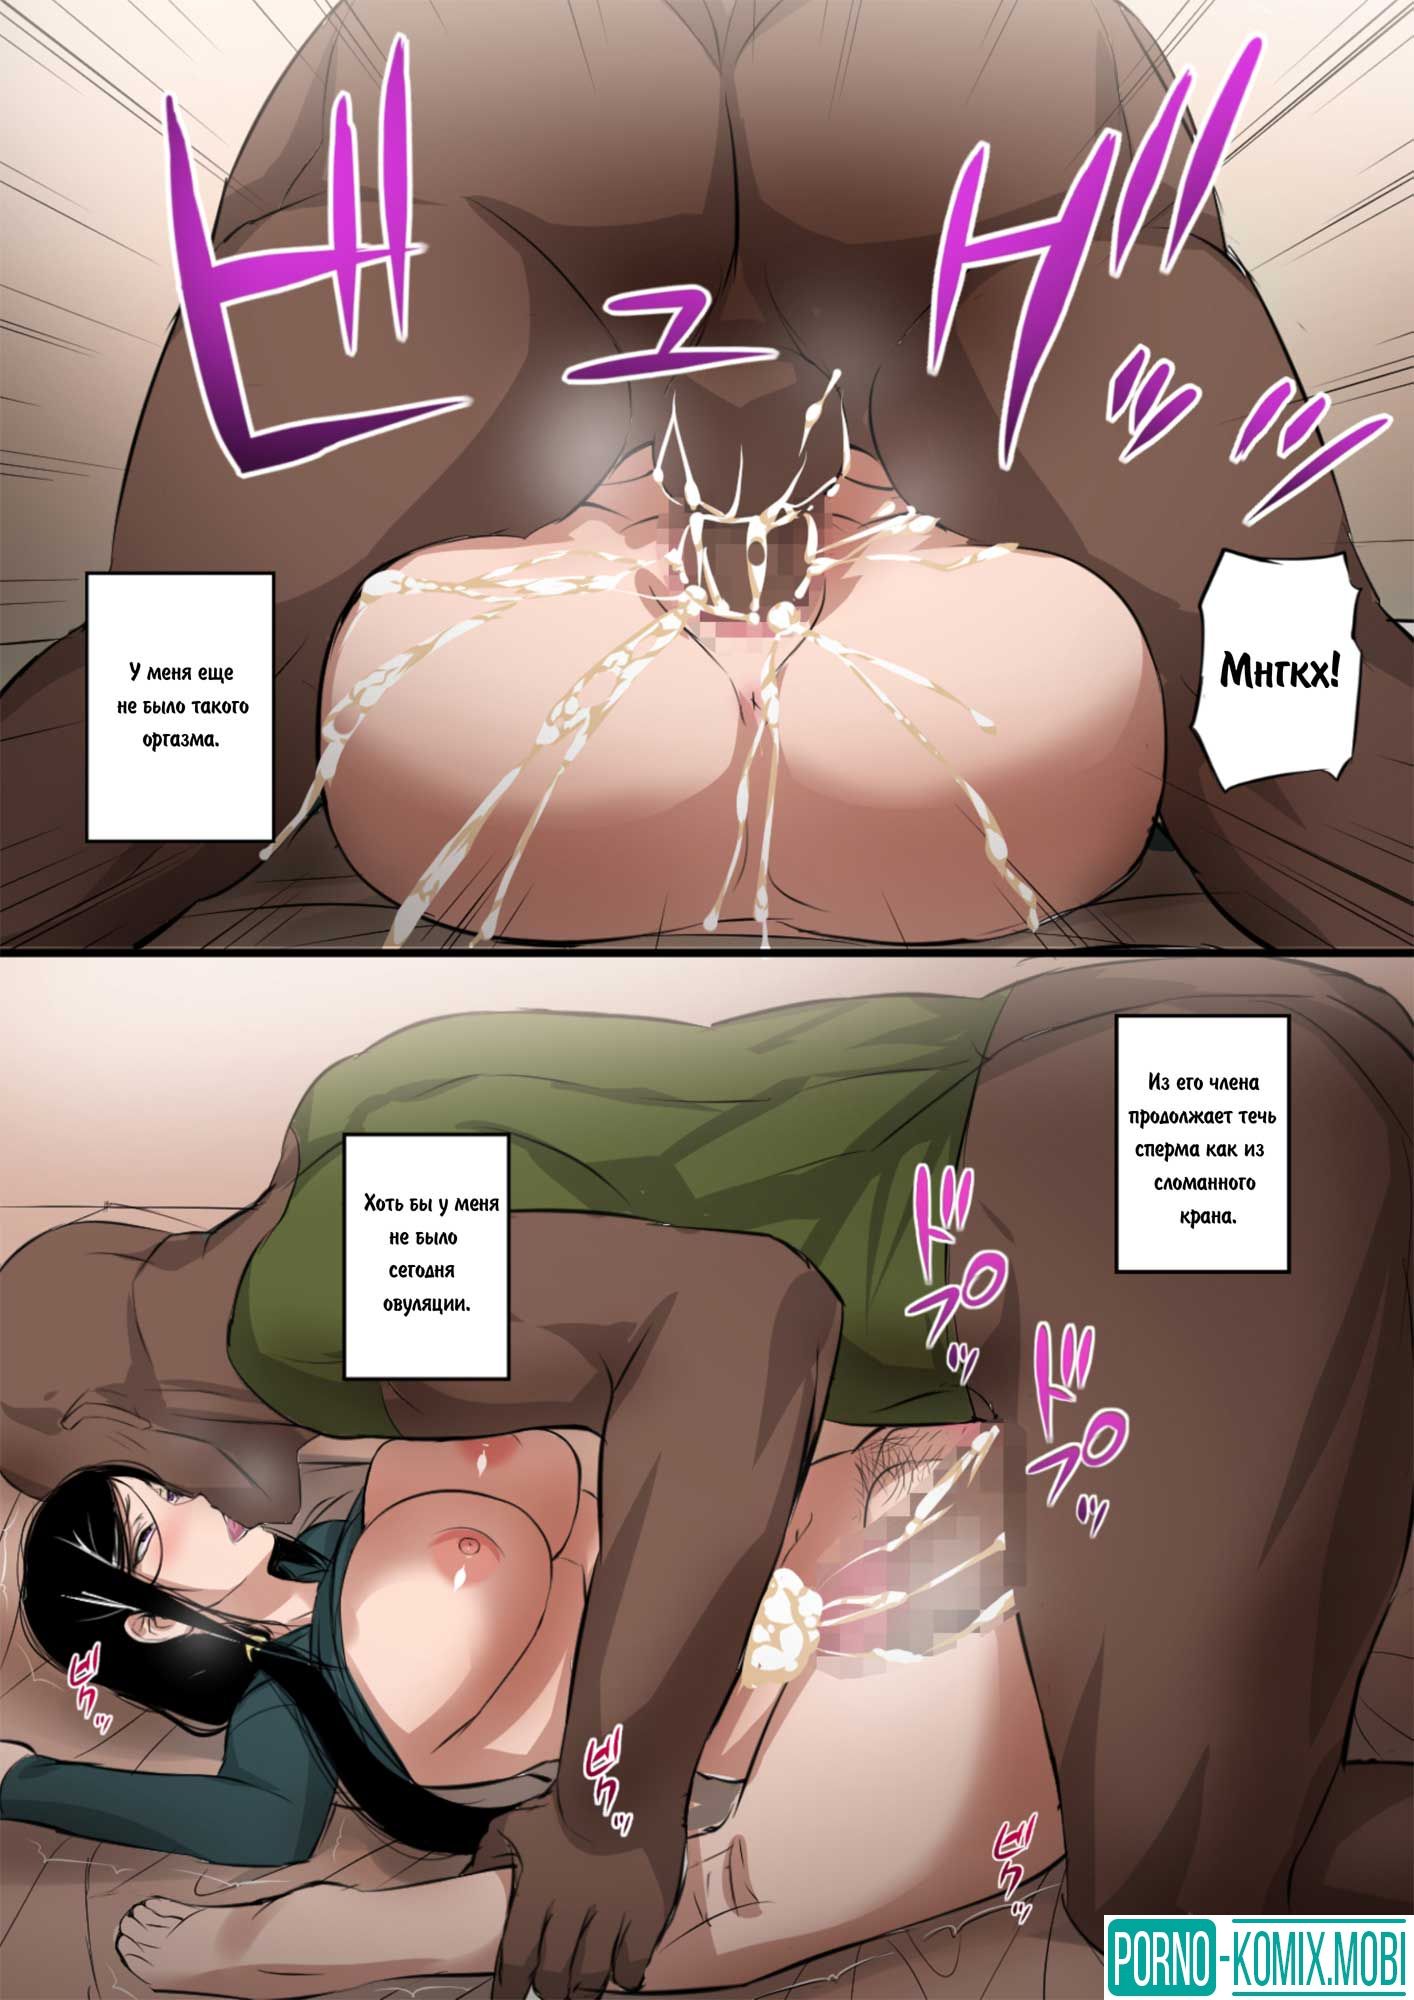 ビュルッッ
Мнгкх!
У меня еще
не было такого
оргазма.
Из его члена
продолжает течь
сперма как из
сломанного
крана.
Хоть бы у меня
не было
сегодня
овуляции.
ドプッ
ドプッ
ビクッ
ビクッ
ビクッ
PORNO-KOMIX.MOBI